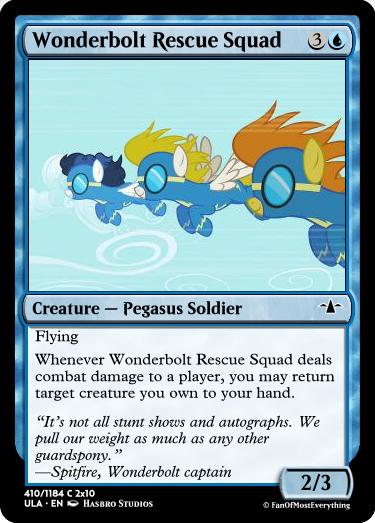 Wonderbolt Rescue Squad 3
Creature — Pegasus Soldier
Flying
Whenever Wonderbolt Rescue Squad deals
combat damage to a player, you may return
target creature you own to your hand.
"It's not all stunt shows and autographs. We
pull our weight as much as any other
guardspony."
—Spitfire, Wonderbolt captain
2/3
410/1184 C 2x10
ULA • EN Hasbro Studios
© FanOfMostEverything